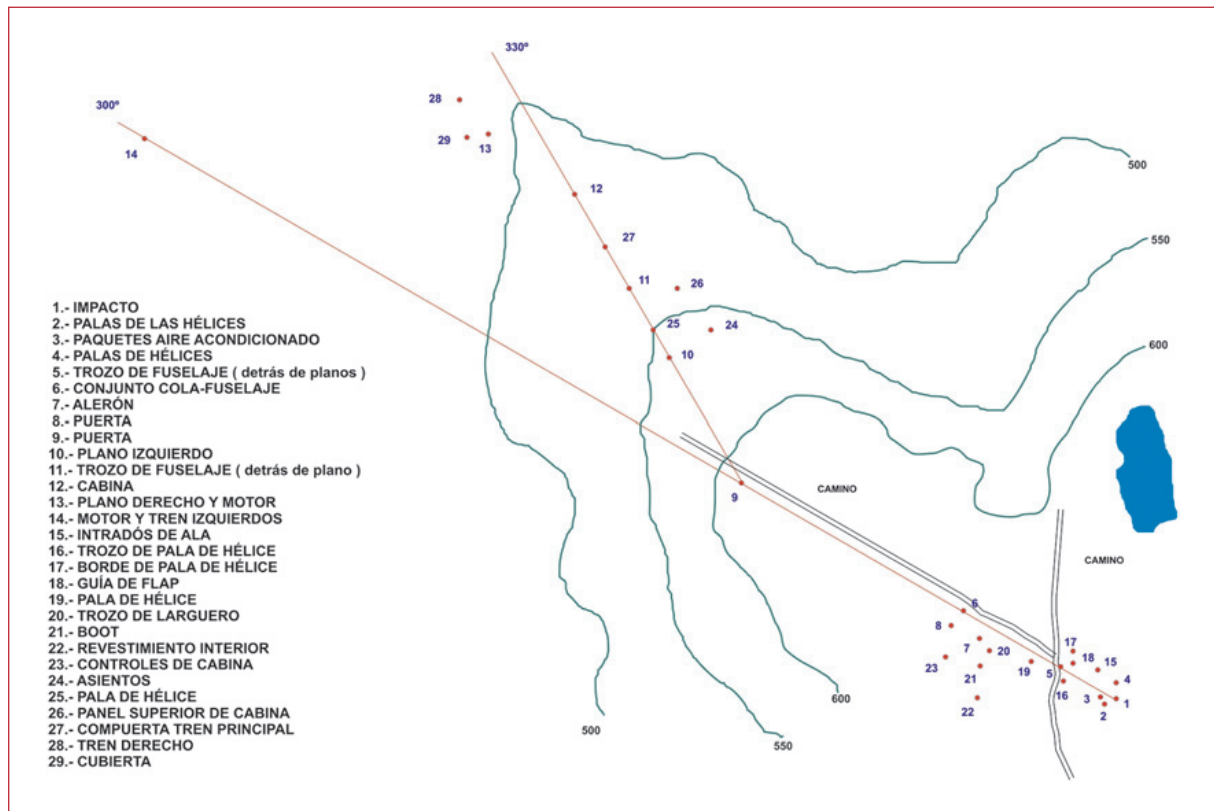 330º
28
300º
29
13
14
500
12
550
27
11
26
1.- IMPACTO
2.- PALAS DE LAS HÉLICES
3.- PAQUETES AIRE ACONDICIONADO
4.- PALAS DE HÉLICES
5.- TROZO DE FUSELAJE ( detrás de planos )
6.- CONJUNTO COLA-FUSELAJE
7.- ALERÓN
8.- PUERTA
9.- PUERTA
10.- PLANO IZQUIERDO
11.- TROZO DE FUSELAJE ( detrás de plano )
12.- CABINA
13.- PLANO DERECHO Y MOTOR
14.- MOTOR Y TREN IZQUIERDOS
15.- INTRADÓS DE ALA
16.- TROZO DE PALA DE HÉLICE
17.- BORDE DE PALA DE HÉLICE
18.- GUÍA DE FLAP
19.- PALA DE HÉLICE
20.- TROZO DE LARGUERO
21.- BOOT
22.- REVESTIMIENTO INTERIOR
23.- CONTROLES DE CABINA
24.- ASIENTOS
25.- PALA DE HÉLICE
26.- PANEL SUPERIOR DE CABINA
27.- COMPUERTA TREN PRINCIPAL
28.- TREN DERECHO
29.- CUBIERTA
25
24
10
600
CAMINO
9
CAMINO
6
8
7
20
17
18
15
23
21
19
5
4
16
3
1
2
22
600
500
550